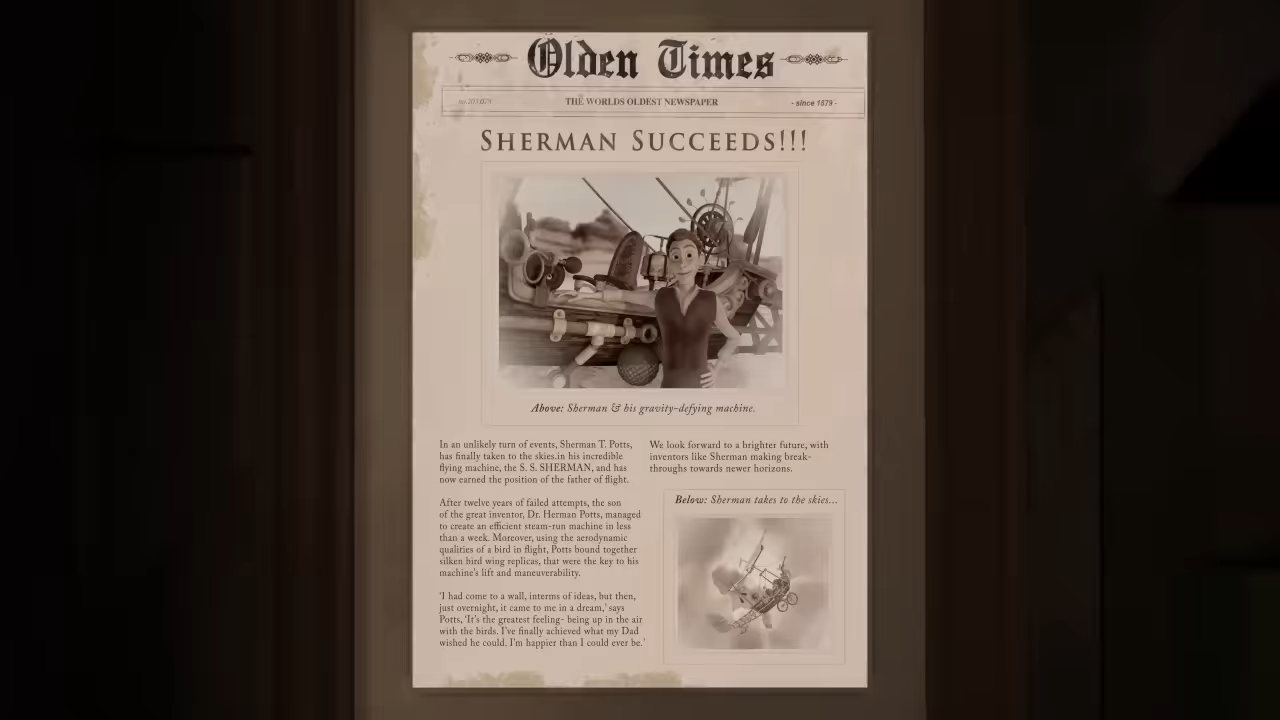 Olden Times
no.203.078 THE WORLDS OLDEST NEWSPAPER - since 1879 -
SHERMAN SUCCEEDS!!!
Above: Sherman & his gravity-defying machine.
In an unlikely turn of events, Sherman T. Potts,
has finally taken to the skies.in his incredible
flying machine, the S. S. SHERMAN, and has
now earned the position of the father of flight.
After twelve years of failed attempts, the son
of the great inventor, Dr. Herman Potts, managed
to create an efficient steam-run machine in less
than a week. Moreover, using the aerodynamic
qualities of a bird in flight, Potts bound together
silken bird wing replicas, that were the key to his
machine's lift and maneuverability.
'I had come to a wall, interms of ideas, but then,
just overnight, it came to me in a dream,' says
Potts, 'It's the greatest feeling- being up in the air
with the birds. I've finally achieved what my Dad
wished he could. I'm happier than I could ever be.'
We look forward to a brighter future, with
inventors like Sherman making break-
throughs towards newer horizons.
Below: Sherman takes to the skies...